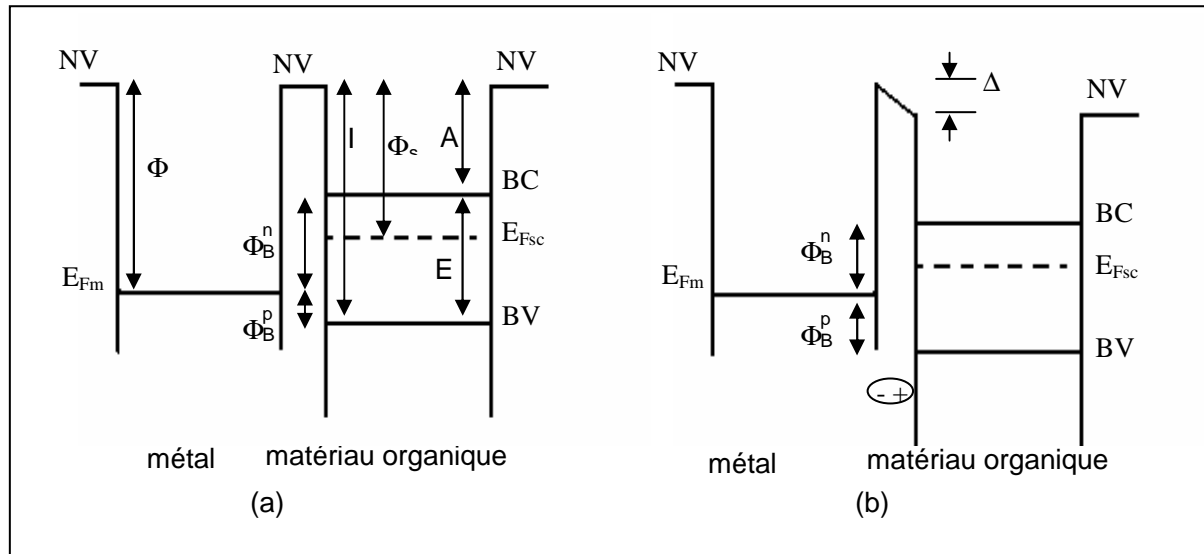 NV
NV
NV
I
Φs
A
Φ
BC
Φ_B^n
E_Fsc
E
E_Fm
Φ_B^p
BV
métal
matériau organique
(a)
NV
Δ
NV
BC
Φ_B^n
E_Fsc
E_Fm
Φ_B^p
BV
- +
métal
matériau organique
(b)